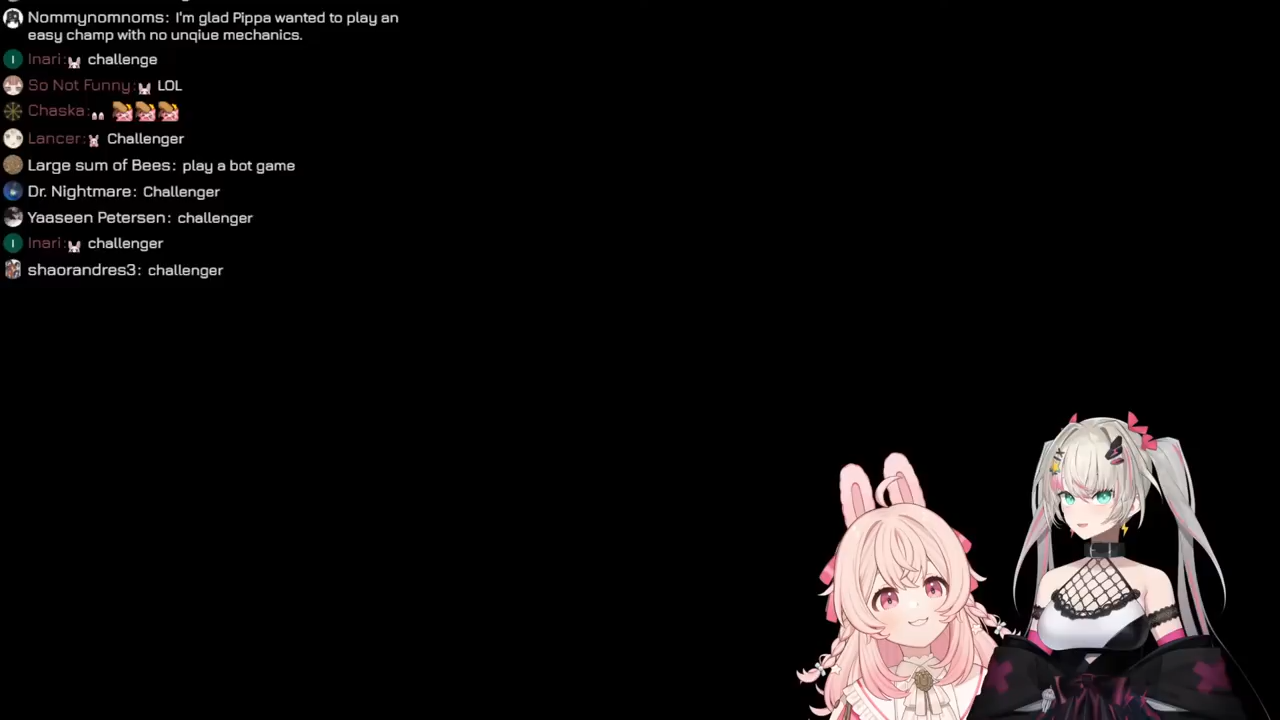 Nommynomnoms: I'm glad Pippa wanted to play an
easy champ with no unqiue mechanics.
I Inari: challenge
So Not Funny: LOL
Chaska:
Lancer: Challenger
Large sum of Bees: play a bot game
Dr. Nightmare: Challenger
Yaaseen Petersen: challenger
I Inari: challenger
shaorandres3: challenger